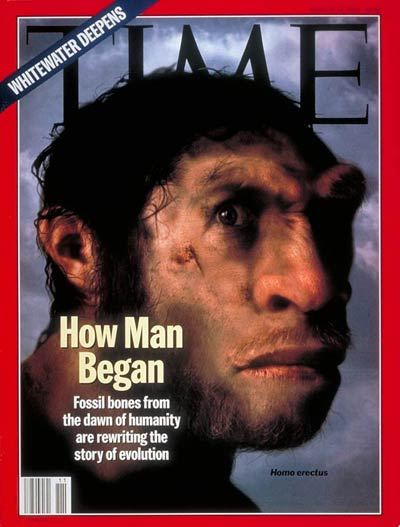 WHITEWATER DEEPENS
TIME
How Man
Began
Fossil bones from
the dawn of humanity
are rewriting the
story of evolution
Homo erectus
11